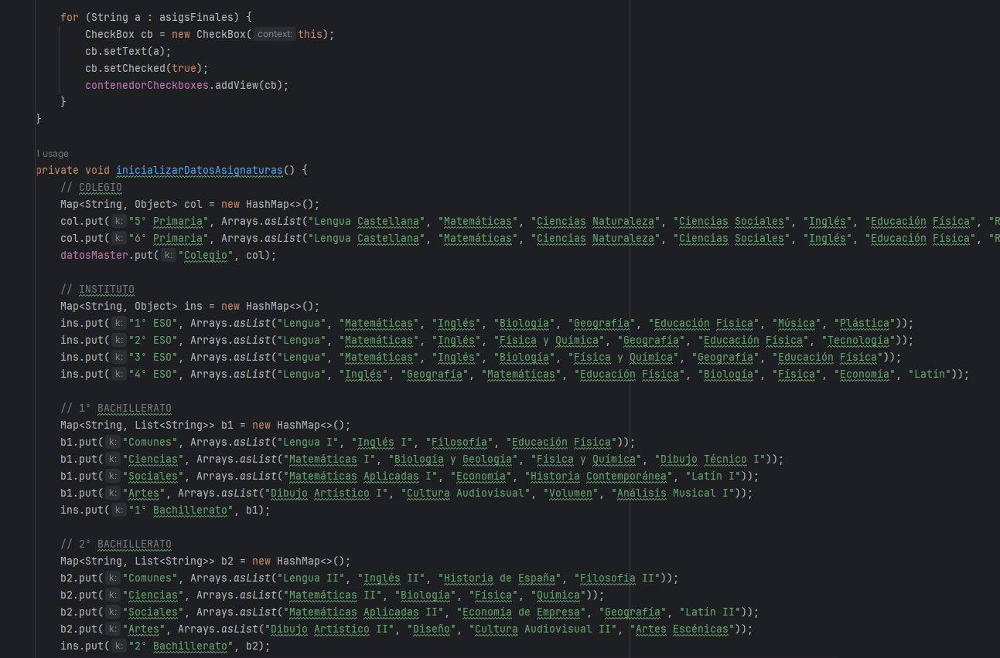 for (String a : asigsFinales) {
CheckBox cb = new CheckBox( context: this);
cb.setText(a);
cb.setChecked(true);
contenedorCheckboxes.addView(cb);
}
}
1 usage
private void inicializarDatosAsignaturas() {
// COLEGIO
Map<String, Object> col = new HashMap<>();
col.put( k: "5° Primaria", Arrays.asList("Lengua Castellana", "Matemáticas", "Ciencias Naturaleza", "Ciencias Sociales", "Inglés", "Educación Física", "R
col.put( k: "6° Primaria", Arrays.asList("Lengua Castellana", "Matemáticas", "Ciencias Naturaleza", "Ciencias Sociales", "Inglés", "Educación Física", "R
datosMaster.put( k: "Colegio", col);
// INSTITUTO
Map<String, Object> ins = new HashMap<>();
ins.put( k: "1° ESO", Arrays.asList("Lengua", "Matemáticas", "Inglés", "Biología", "Geografía", "Educación Física", "Música", "Plástica"));
ins.put( k: "2° ESO", Arrays.asList("Lengua", "Matemáticas", "Inglés", "Física y Química", "Geografía", "Educación Física", "Tecnología"));
ins.put( k: "3° ESO", Arrays.asList("Lengua", "Matemáticas", "Inglés", "Biología", "Física y Química", "Geografía", "Educación Física"));
ins.put( k: "4° ESO", Arrays.asList("Lengua", "Inglés", "Geografía", "Matemáticas", "Educación Física", "Biología", "Física", "Economía", "Latín"));
// 1° BACHILLERATO
Map<String, List<String>> b1 = new HashMap<>();
b1.put( k: "Comunes", Arrays.asList("Lengua I", "Inglés I", "Filosofía", "Educación Física"));
b1.put( k: "Ciencias", Arrays.asList("Matemáticas I", "Biología y Geología", "Física y Química", "Dibujo Técnico I"));
b1.put( k: "Sociales", Arrays.asList("Matemáticas Aplicadas I", "Economía", "Historia Contemporánea", "Latín I"));
b1.put( k: "Artes", Arrays.asList("Dibujo Artístico I", "Cultura Audiovisual", "Volumen", "Análisis Musical I"));
ins.put( k: "1° Bachillerato", b1);
// 2° BACHILLERATO
Map<String, List<String>> b2 = new HashMap<>();
b2.put( k: "Comunes", Arrays.asList("Lengua II", "Inglés II", "Historia de España", "Filosofía II"));
b2.put( k: "Ciencias", Arrays.asList("Matemáticas II", "Biología", "Física", "Química"));
b2.put( k: "Sociales", Arrays.asList("Matemáticas Aplicadas II", "Economía de Empresa", "Geografía", "Latín II"));
b2.put( k: "Artes", Arrays.asList("Dibujo Artístico II", "Diseño", "Cultura Audiovisual II", "Artes Escénicas"));
ins.put( k: "2° Bachillerato", b2);